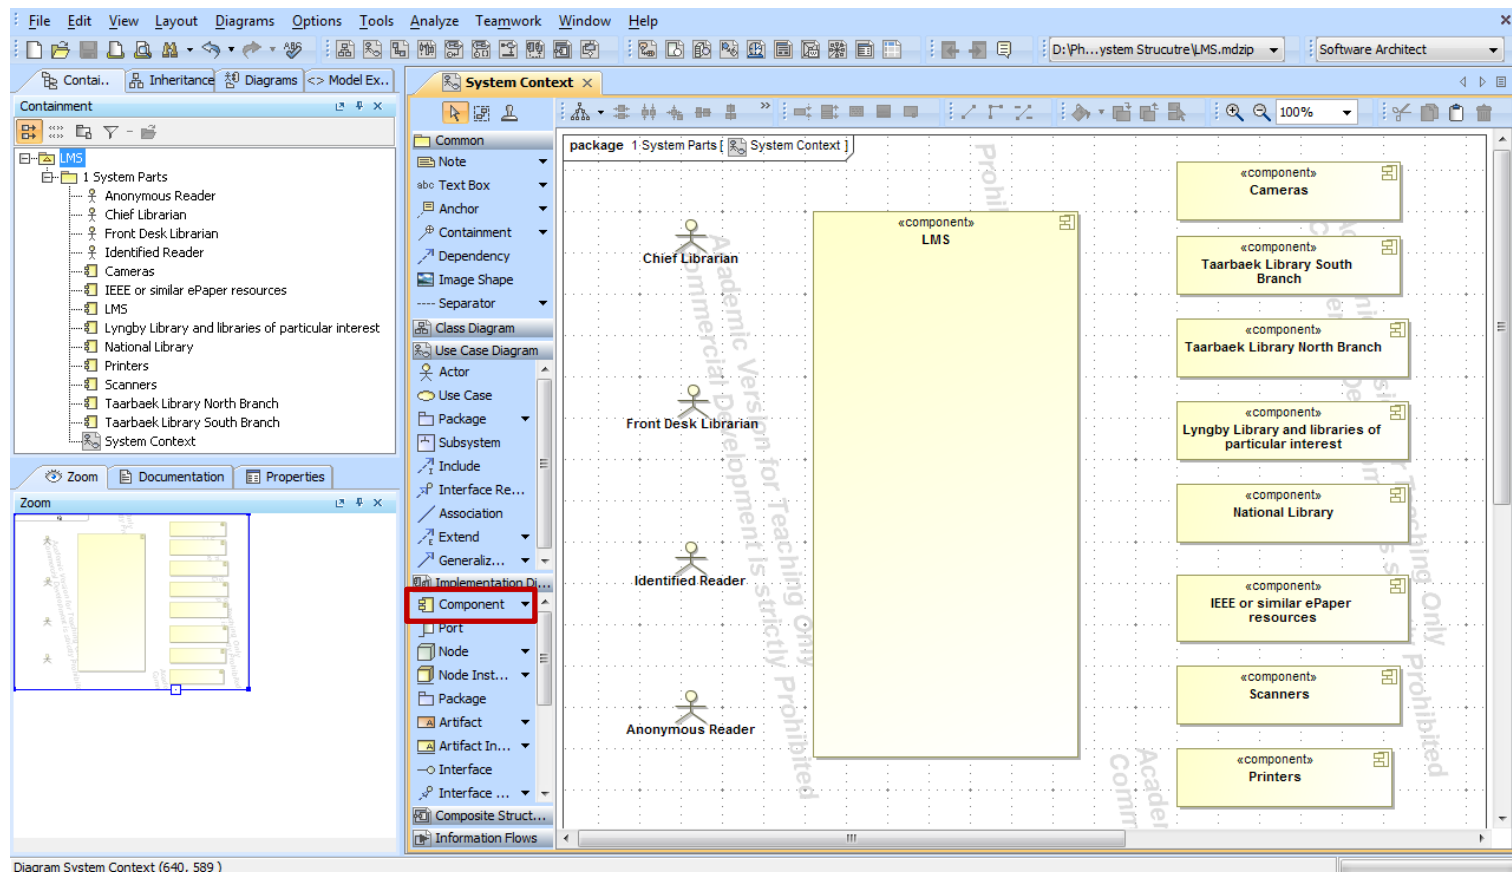 File Edit View Layout Diagrams Options Tools Analyze Teamwork Window Help
D:\Ph...ystem Strucutre\LMS.mdzip
Software Architect
Contai.. Inheritance Diagrams <> Model Ex..
System Context
Containment
LMS
1 System Parts
Anonymous Reader
Chief Librarian
Front Desk Librarian
Identified Reader
Cameras
IEEE or similar ePaper resources
LMS
Lyngby Library and libraries of particular interest
National Library
Printers
Scanners
Taarbaek Library North Branch
Taarbaek Library South Branch
System Context
Zoom Documentation Properties
Zoom
Common
Note
abc Text Box
Anchor
Containment
Dependency
Image Shape
Separator
Class Diagram
Use Case Diagram
Actor
Use Case
Package
Subsystem
Include
Interface Re...
Association
Extend
Generaliz...
Implementation Di...
Component
Port
Node
Node Inst...
Package
Artifact
Artifact In...
Interface
Interface ...
Composite Struct...
Information Flows
100%
package 1 System Parts [ System Context ]
Chief Librarian
Front Desk Librarian
Identified Reader
Anonymous Reader
«component»
LMS
«component»
Cameras
«component»
Taarbaek Library South
Branch
«component»
Taarbaek Library North Branch
«component»
Lyngby Library and libraries of
particular interest
«component»
National Library
«component»
IEEE or similar ePaper
resources
«component»
Scanners
«component»
Printers
Academic Version for Teaching Only
Commercial Development is strictly Prohibited
Diagram System Context (640, 589 )